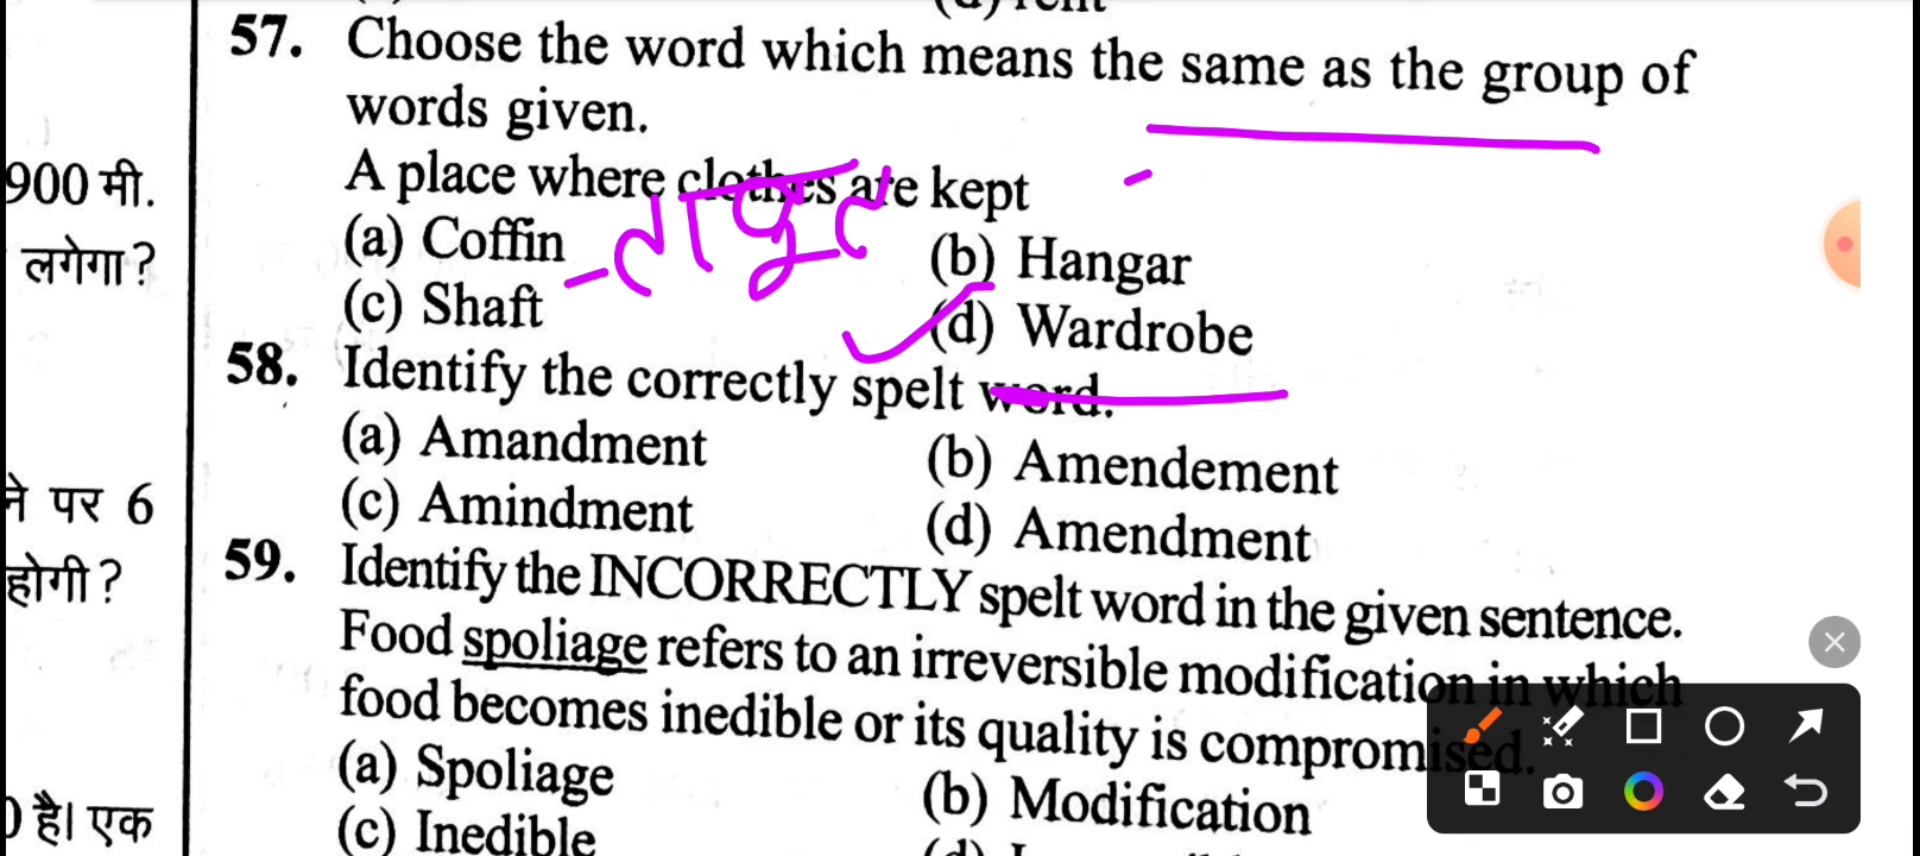 57. Choose the word which means the same as the group of
words given.
A place where clothes are kept
(a) Coffin (b) Hangar
(c) Shaft (d) Wardrobe
58. Identify the correctly spelt word.
(a) Amandment (b) Amendement
(c) Amindment (d) Amendment
59. Identify the INCORRECTLY spelt word in the given sentence.
Food spoliage refers to an irreversible modification in which
food becomes inedible or its quality is compromised.
(a) Spoliage (b) Modification
(c) Inedible
900 मी.
लगेगा?
ने पर 6
होगी?
है। एक